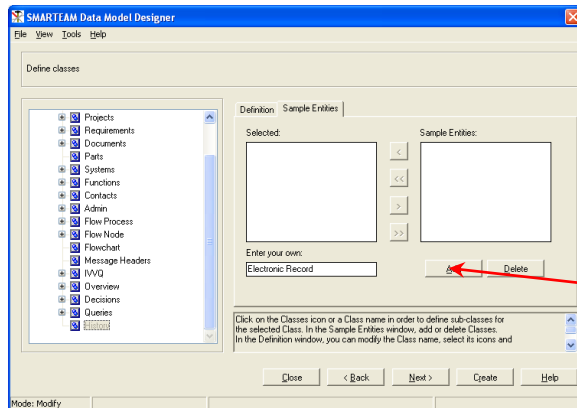 SMARTEAM Data Model Designer
File View Tools Help
Define classes
Projects
Requirements
Documents
Parts
Systems
Functions
Contacts
Admin
Flow Process
Flow Node
Flowchart
Message Headers
IVVQ
Overview
Decisions
Queries
History
Definition Sample Entities
Selected: Sample Entities:
<
<<
>
>>
Enter your own:
Electronic Record
Delete
Click on the Classes icon or a Class name in order to define sub-classes for
the selected Class. In the Sample Entities window, add or delete Classes.
In the Definition window, you can modify the Class name, select its icons and
Close < Back Next > Create Help
Mode: Modify